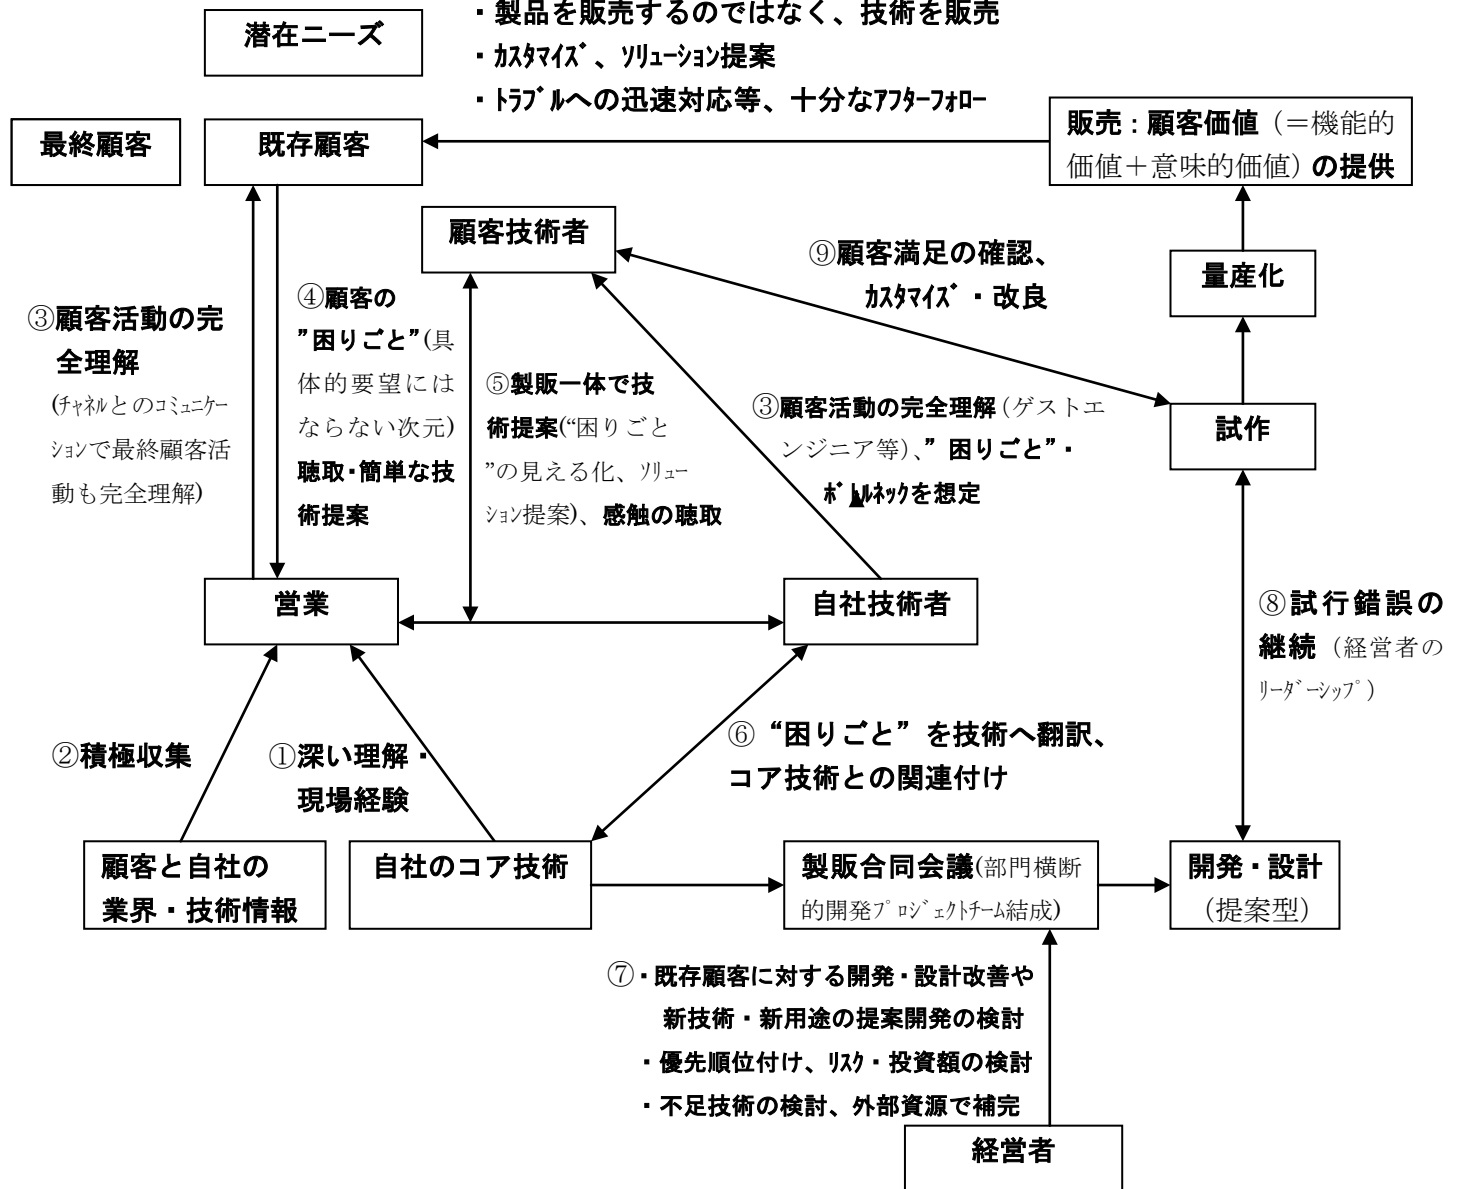 ・製品を販売するのではなく、技術を販売
潜在ニーズ
・ｶｽﾀﾏｲｽﾞ、ｿﾘｭｰｼｮﾝ提案
・ﾄﾗﾌﾞﾙへの迅速対応等、十分なｱﾌﾀｰﾌｫﾛｰ
最終顧客
既存顧客
販売：顧客価値（＝機能的
価値＋意味的価値）の提供
顧客技術者
⑨顧客満足の確認、
ｶｽﾀﾏｲｽﾞ・改良
量産化
③顧客活動の完
全理解
(ﾁｬﾈﾙとのｺﾐｭﾆｹｰ
ｼｮﾝで最終顧客活
動も完全理解)
④顧客の
”困りごと”(具
体的要望には
ならない次元)
聴取・簡単な技
術提案
⑤製販一体で技
術提案(“困りごと
”の見える化、ｿﾘｭｰ
ｼｮﾝ提案)、感触の聴取
③顧客活動の完全理解(ゲストエ
ンジニア等)、”困りごと”・
ﾎﾞﾄﾙﾈｯｸを想定
試作
営業
自社技術者
⑧試行錯誤の
継続（経営者の
ﾘｰﾀﾞｰｼｯﾌﾟ）
②積極収集
①深い理解・
現場経験
⑥“困りごと”を技術へ翻訳、
コア技術との関連付け
顧客と自社の
業界・技術情報
自社のコア技術
製販合同会議(部門横断
的開発ﾌﾟﾛｼﾞｪｸﾄﾁｰﾑ結成)
開発・設計
（提案型）
⑦・既存顧客に対する開発・設計改善や
新技術・新用途の提案開発の検討
・優先順位付け、ﾘｽｸ・投資額の検討
・不足技術の検討、外部資源で補完
経営者